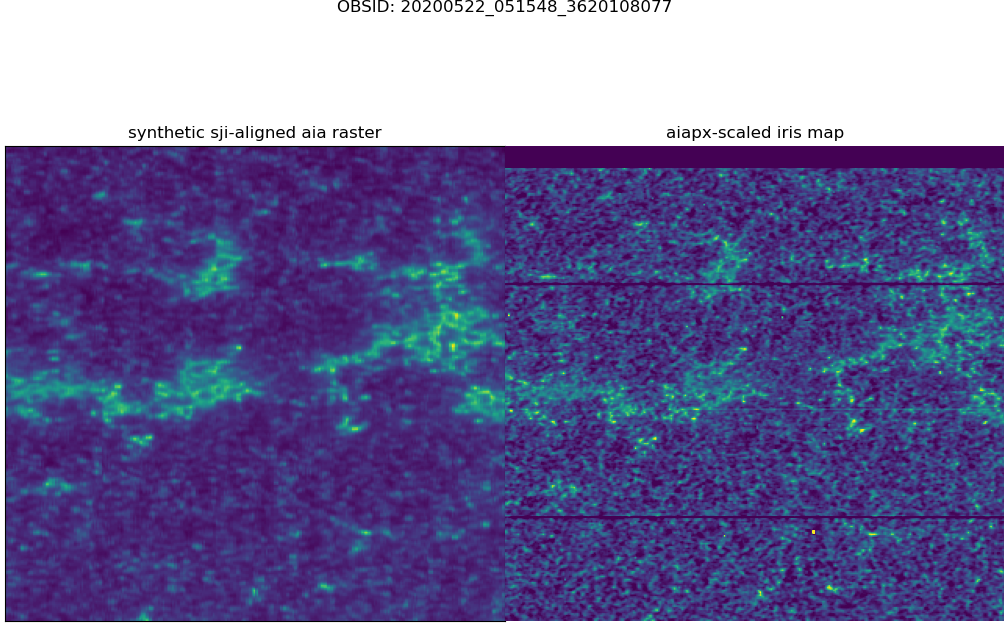 OBSID: 20200522_051548_3620108077
synthetic sji-aligned aia raster
aiapx-scaled iris map